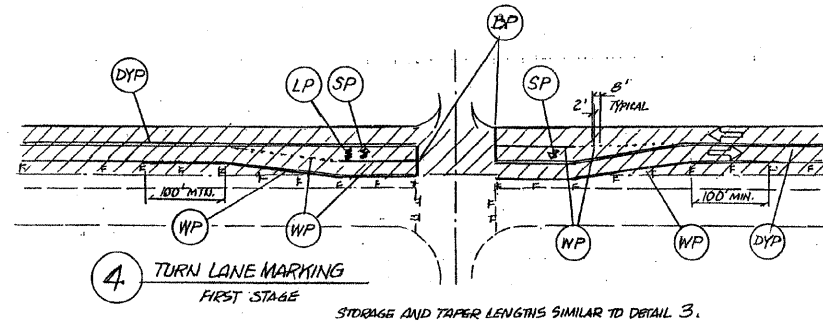 BP
DYP
LP
SP
SP
8'
2'
TYPICAL
100' MIN.
100' MIN.
WP
WP
WP
WP
DYP
4 TURN LANE MARKING
FIRST STAGE
STORAGE AND TAPER LENGTHS SIMILAR TO DETAIL 3.